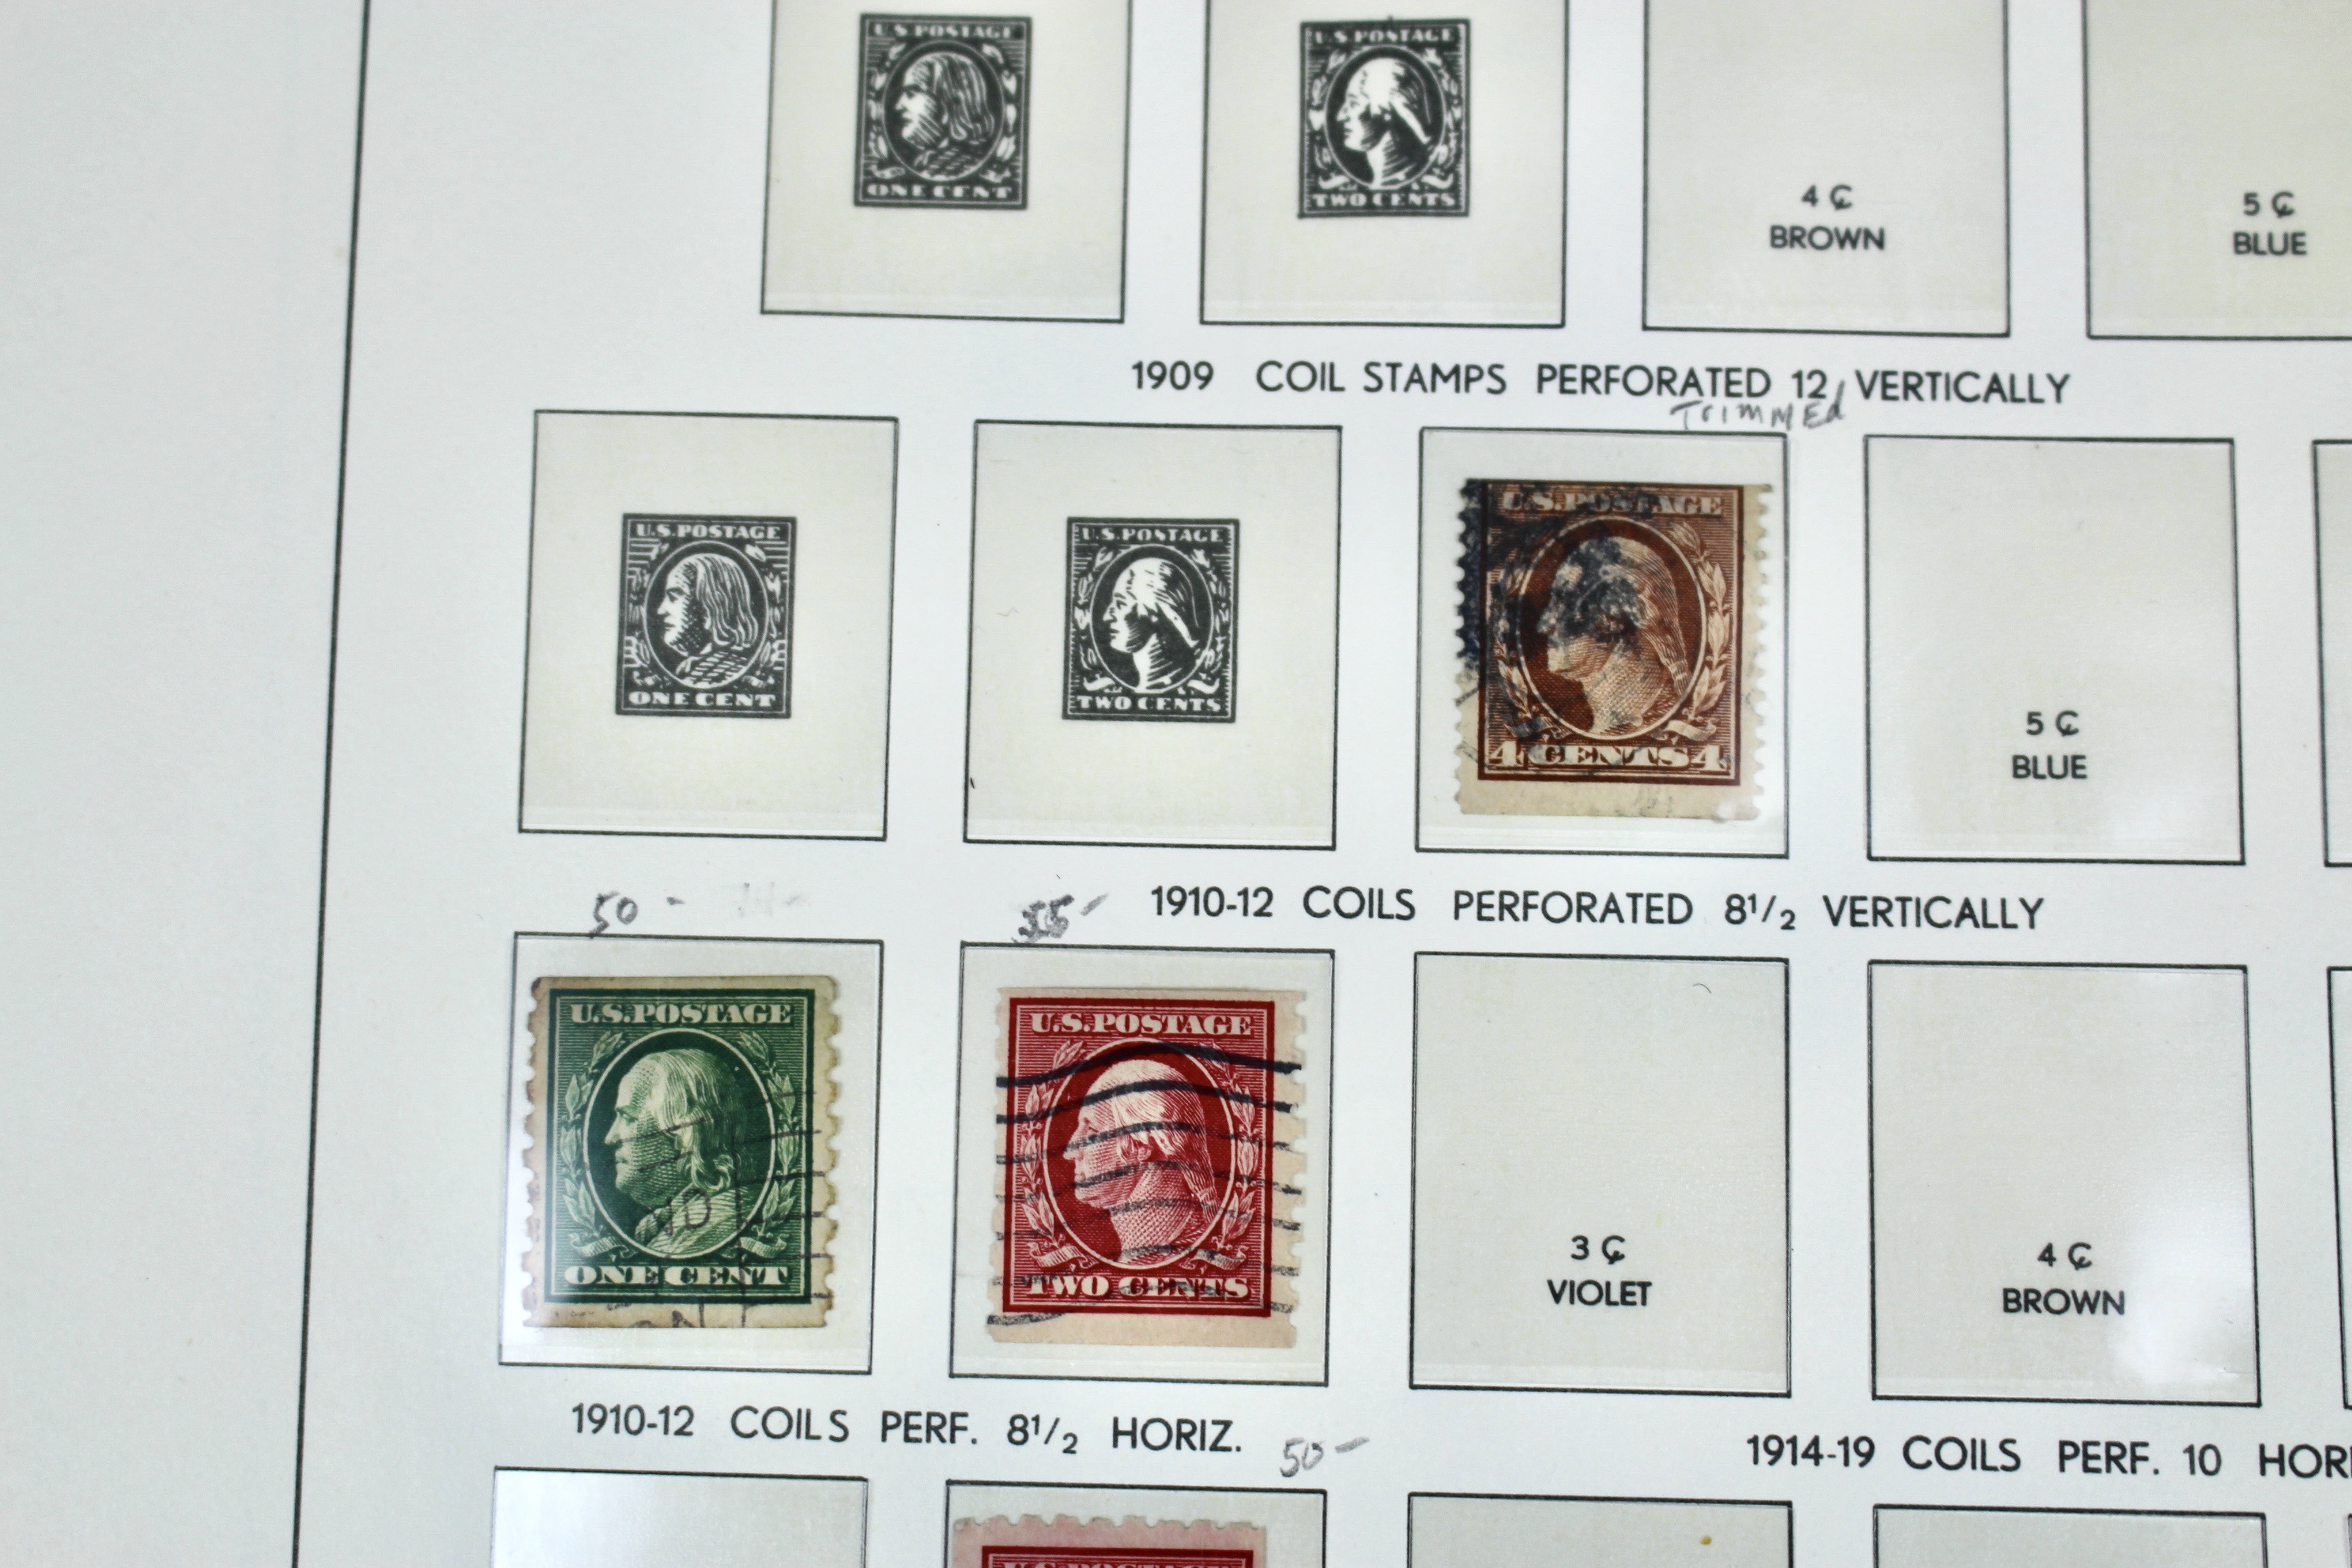 U.S. POSTAGE
ONE CENT
U.S. POSTAGE
TWO CENTS
4 ¢
BROWN
5 ¢
BLUE
1909 COIL STAMPS PERFORATED 12 VERTICALLY
Trimmed
U.S. POSTAGE
ONE CENT
U.S. POSTAGE
TWO CENTS
U.S. POSTAGE
4 CENTS 4
5 ¢
BLUE
50 -
55 -
1910-12 COILS PERFORATED 8 1/2 VERTICALLY
U.S. POSTAGE
ONE CENT
U.S. POSTAGE
TWO CENTS
3 ¢
VIOLET
4 ¢
BROWN
1910-12 COILS PERF. 8 1/2 HORIZ.
50 -
1914-19 COILS PERF. 10 HORI
U.S. POSTAGE